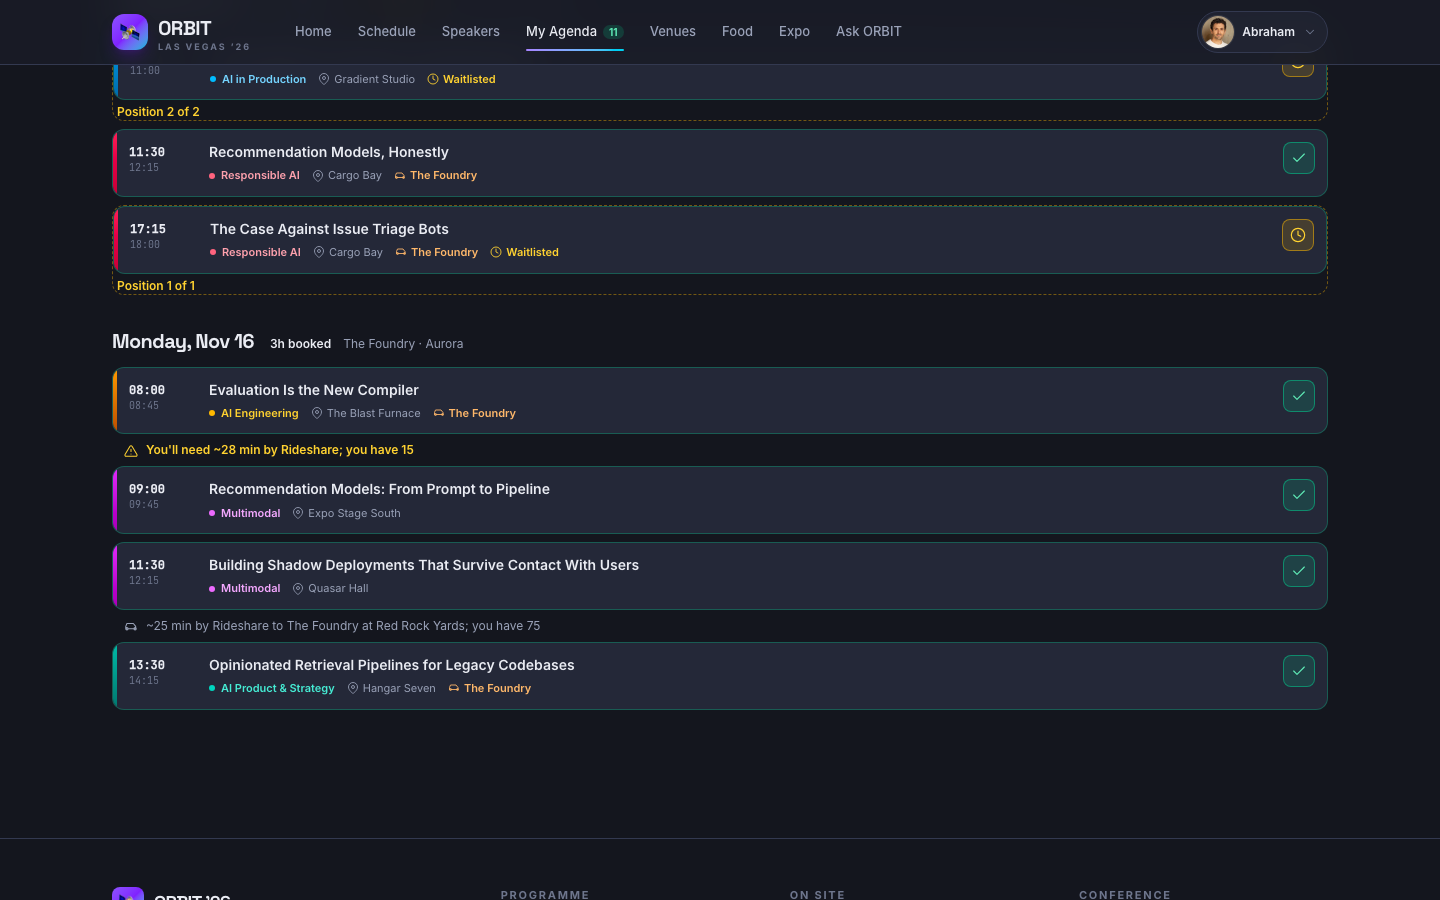 ORBIT
LAS VEGAS '26
Home
Schedule
Speakers
My Agenda 11
Venues
Food
Expo
Ask ORBIT
Abraham
11:00
AI in Production
Gradient Studio
Waitlisted
Position 2 of 2
11:30
12:15
Recommendation Models, Honestly
Responsible AI
Cargo Bay
The Foundry
17:15
18:00
The Case Against Issue Triage Bots
Responsible AI
Cargo Bay
The Foundry
Waitlisted
Position 1 of 1
Monday, Nov 16
3h booked
The Foundry · Aurora
08:00
08:45
Evaluation Is the New Compiler
AI Engineering
The Blast Furnace
The Foundry
You'll need ~28 min by Rideshare; you have 15
09:00
09:45
Recommendation Models: From Prompt to Pipeline
Multimodal
Expo Stage South
11:30
12:15
Building Shadow Deployments That Survive Contact With Users
Multimodal
Quasar Hall
~25 min by Rideshare to The Foundry at Red Rock Yards; you have 75
13:30
14:15
Opinionated Retrieval Pipelines for Legacy Codebases
AI Product & Strategy
Hangar Seven
The Foundry
ORBIT '26
PROGRAMME
ON SITE
CONFERENCE